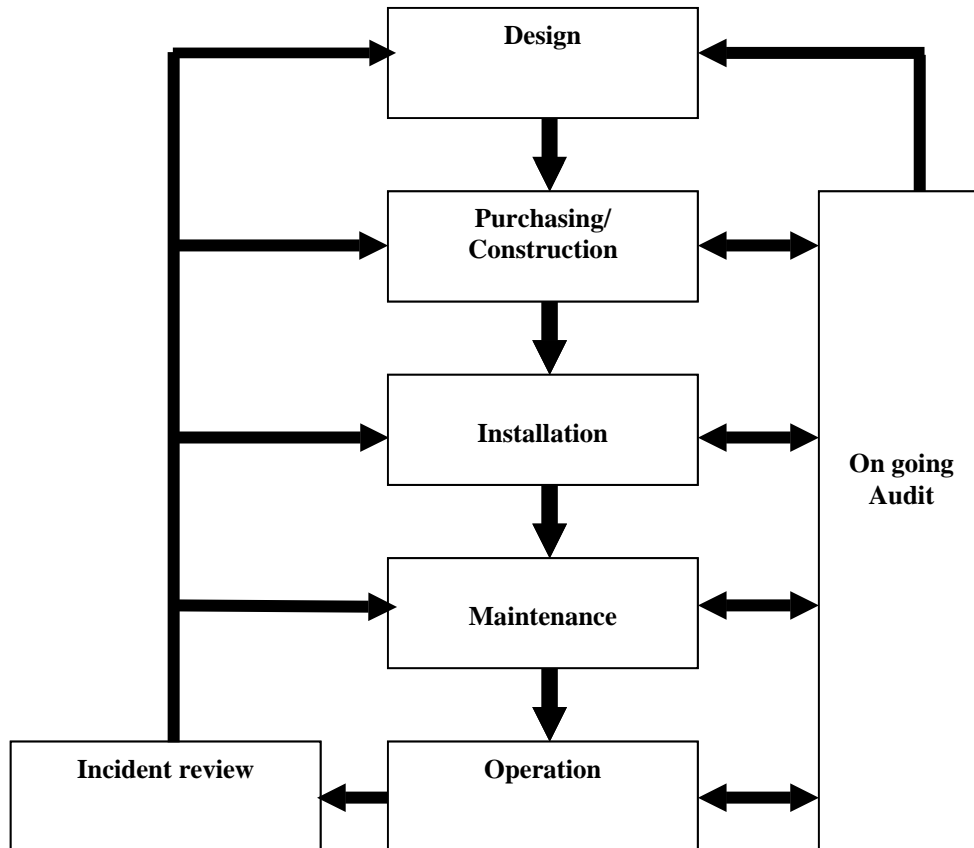 Design
Purchasing/
Construction
Installation
On going
Audit
Maintenance
Incident review
Operation